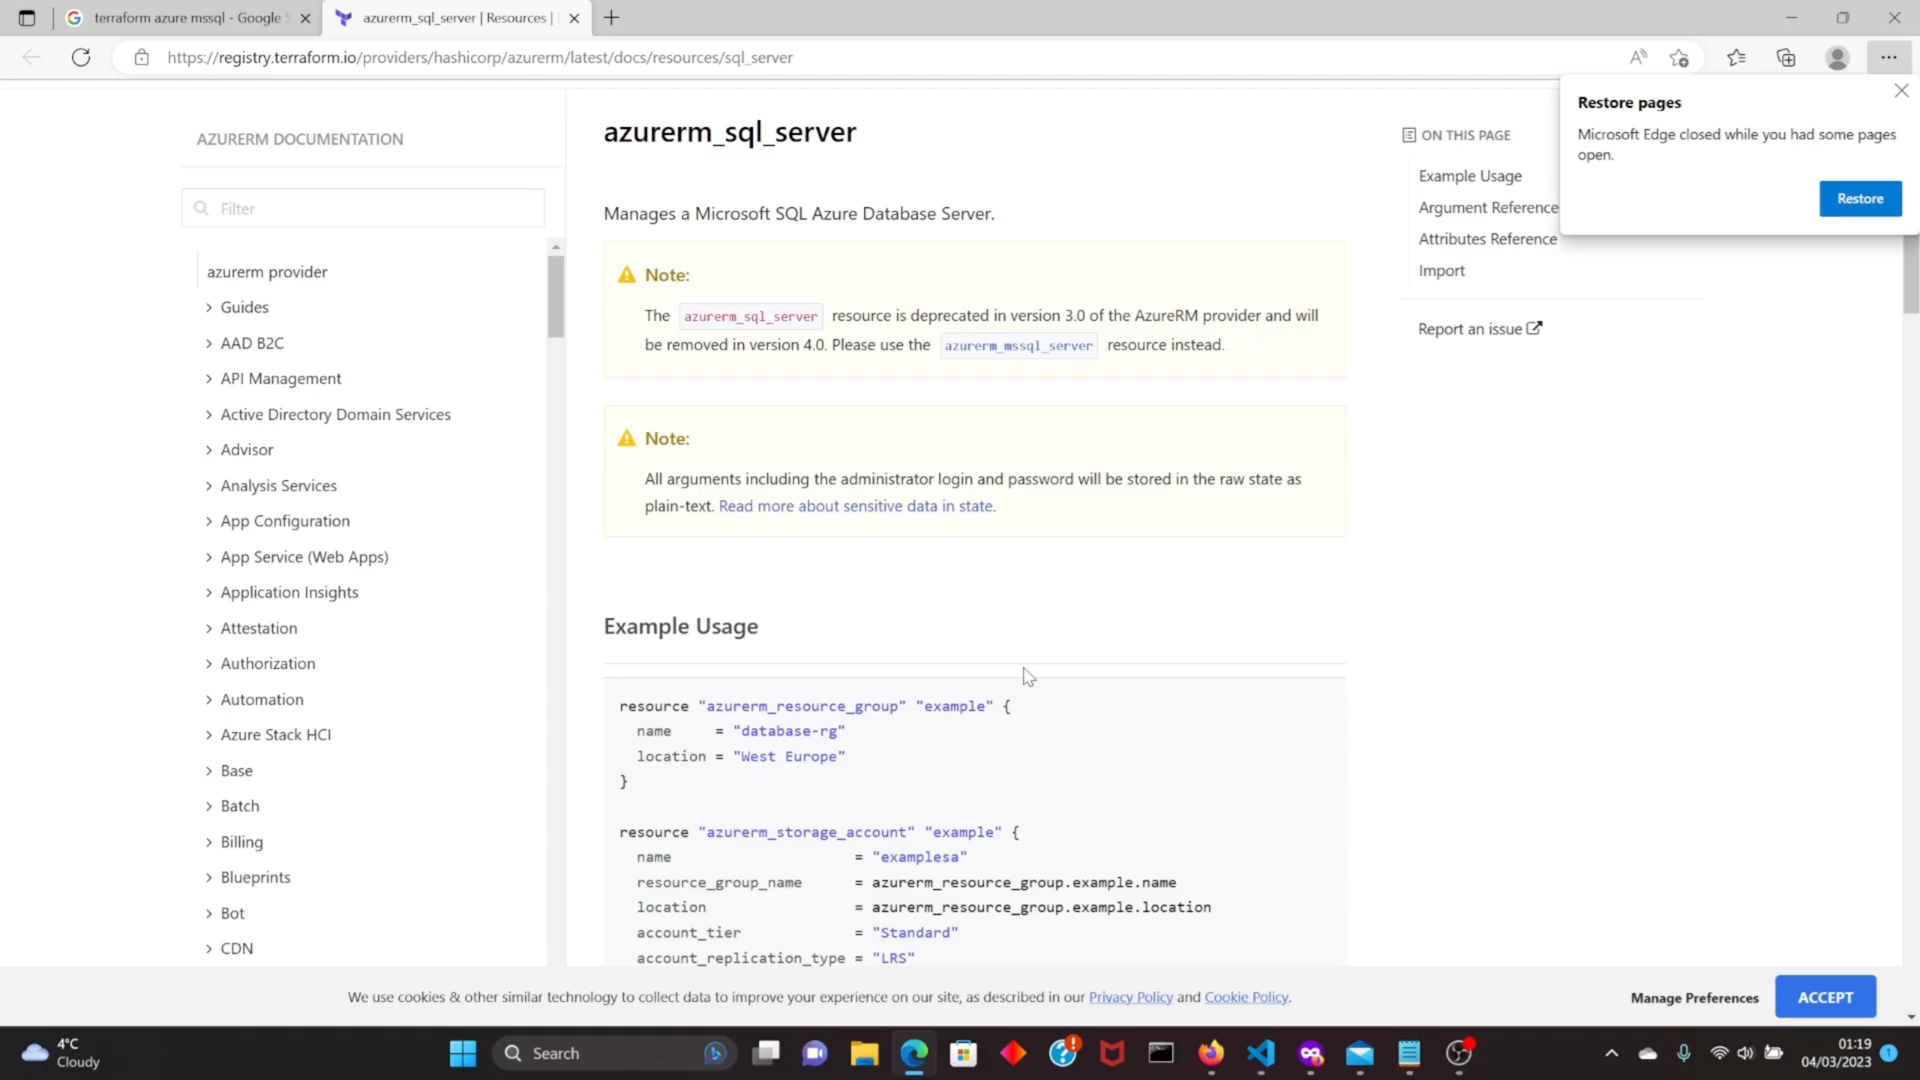 terraform azure mssql - Google S
azurerm_sql_server | Resources |
https://registry.terraform.io/providers/hashicorp/azurerm/latest/docs/resources/sql_server
Restore pages
Microsoft Edge closed while you had some pages
open.
Restore
AZURERM DOCUMENTATION
Filter
azurerm provider
Guides
AAD B2C
API Management
Active Directory Domain Services
Advisor
Analysis Services
App Configuration
App Service (Web Apps)
Application Insights
Attestation
Authorization
Automation
Azure Stack HCI
Base
Batch
Billing
Blueprints
Bot
CDN
azurerm_sql_server
Manages a Microsoft SQL Azure Database Server.
Note:
The azurerm_sql_server resource is deprecated in version 3.0 of the AzureRM provider and will
be removed in version 4.0. Please use the azurerm_mssql_server resource instead.
Note:
All arguments including the administrator login and password will be stored in the raw state as
plain-text. Read more about sensitive data in state.
Example Usage
resource "azurerm_resource_group" "example" {
name = "database-rg"
location = "West Europe"
}
resource "azurerm_storage_account" "example" {
name = "examplesa"
resource_group_name = azurerm_resource_group.example.name
location = azurerm_resource_group.example.location
account_tier = "Standard"
account_replication_type = "LRS"
ON THIS PAGE
Example Usage
Argument Reference
Attributes Reference
Import
Report an issue
We use cookies & other similar technology to collect data to improve your experience on our site, as described in our Privacy Policy and Cookie Policy.
Manage Preferences
ACCEPT
4°C
Cloudy
Search
01:19
04/03/2023
1